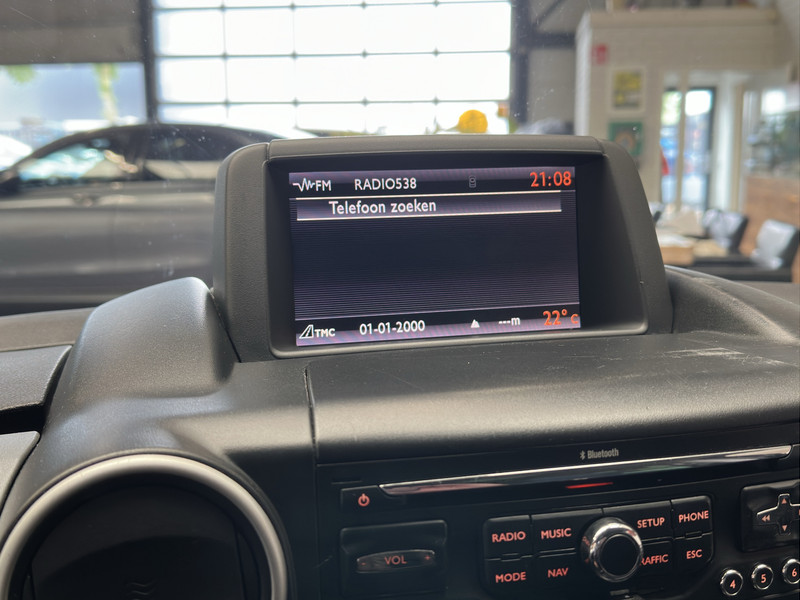 FM RADIO538 21:08
Telefoon zoeken
TMC 01-01-2000 ---m 22°C
Bluetooth
RADIO MUSIC SETUP PHONE
VOL +
MODE NAV ESC
4 5 6